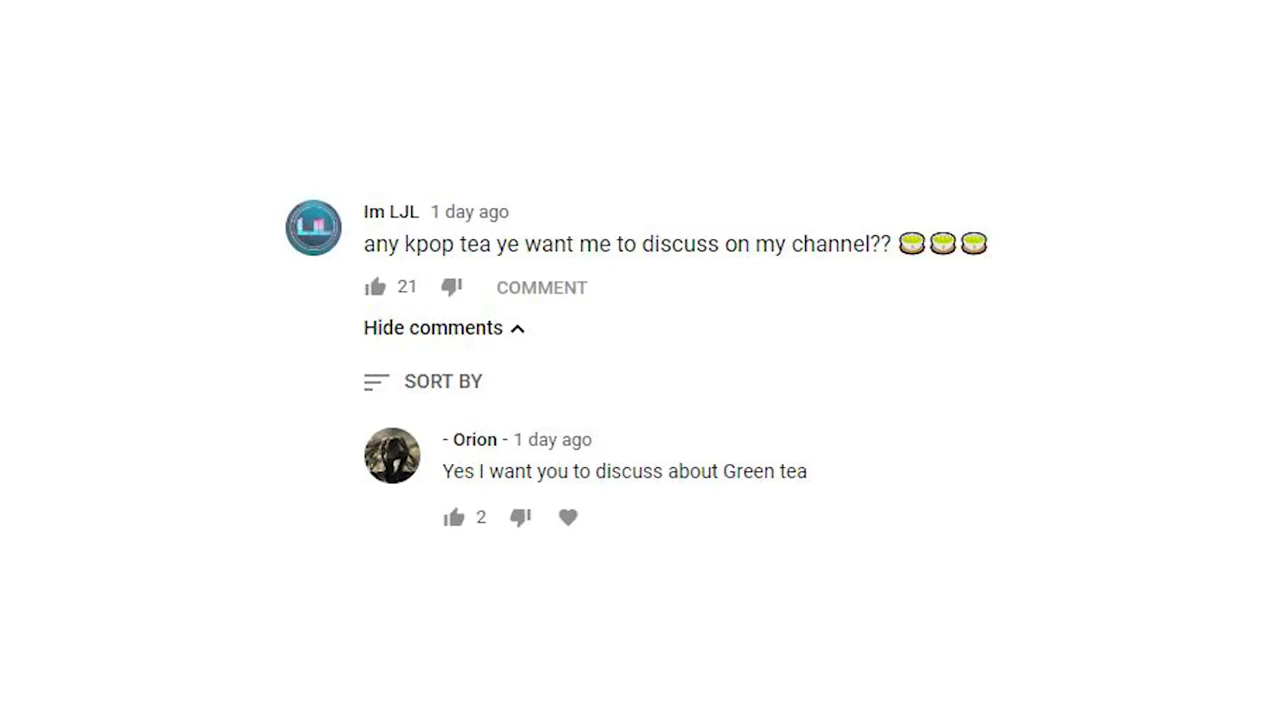 Im LJL 1 day ago
any kpop tea ye want me to discuss on my channel?? 🍵🍵🍵
21 COMMENT
Hide comments
SORT BY
- Orion - 1 day ago
Yes I want you to discuss about Green tea
2